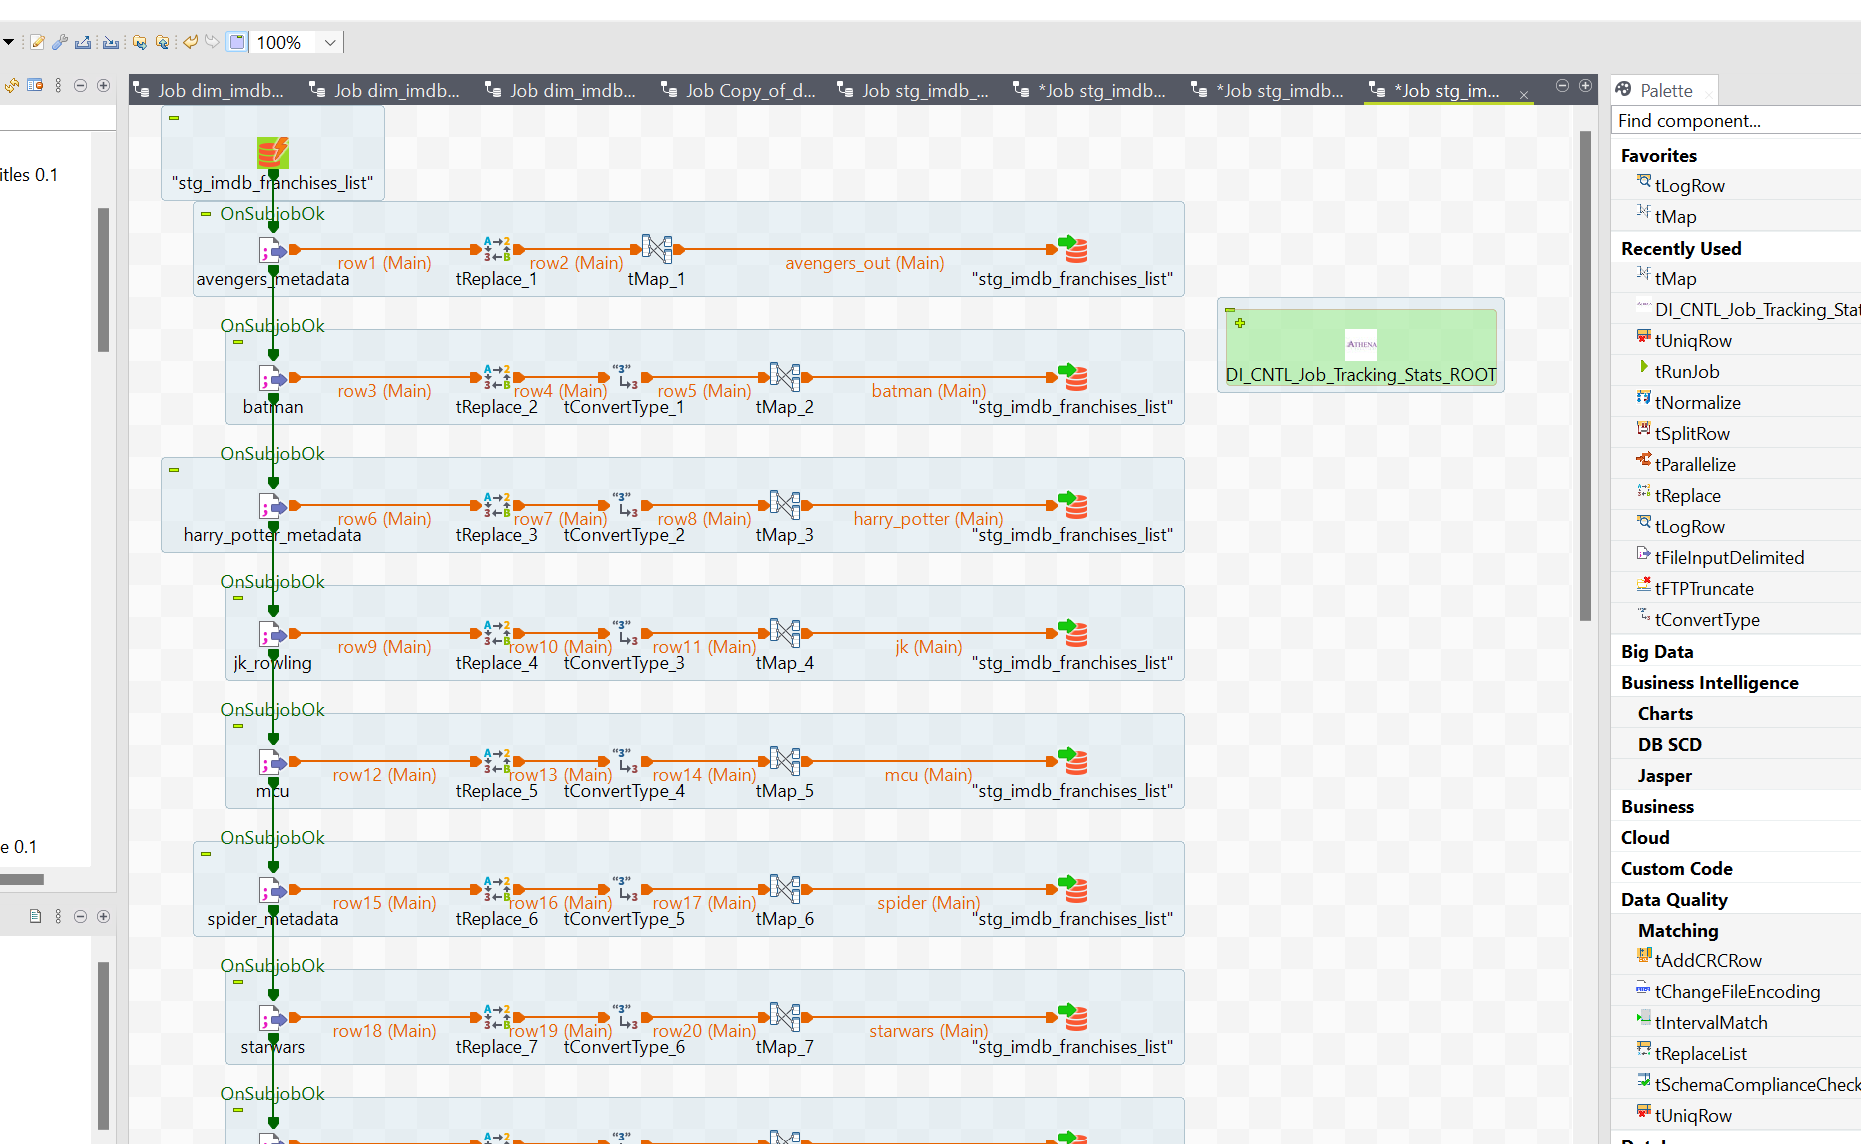 100%
Job dim_imdb...
Job dim_imdb...
Job dim_imdb...
Job Copy_of_d...
Job stg_imdb_...
*Job stg_imdb...
*Job stg_imdb...
*Job stg_im...
itles 0.1
e 0.1
"stg_imdb_franchises_list"
OnSubjobOk
row1 (Main)
row2 (Main)
avengers_out (Main)
avengers_metadata
tReplace_1
tMap_1
"stg_imdb_franchises_list"
OnSubjobOk
row3 (Main)
row4 (Main)
row5 (Main)
batman (Main)
batman
tReplace_2
tConvertType_1
tMap_2
"stg_imdb_franchises_list"
OnSubjobOk
row6 (Main)
row7 (Main)
row8 (Main)
harry_potter (Main)
harry_potter_metadata
tReplace_3
tConvertType_2
tMap_3
"stg_imdb_franchises_list"
OnSubjobOk
row9 (Main)
row10 (Main)
row11 (Main)
jk (Main)
jk_rowling
tReplace_4
tConvertType_3
tMap_4
"stg_imdb_franchises_list"
OnSubjobOk
row12 (Main)
row13 (Main)
row14 (Main)
mcu (Main)
mcu
tReplace_5
tConvertType_4
tMap_5
"stg_imdb_franchises_list"
OnSubjobOk
row15 (Main)
row16 (Main)
row17 (Main)
spider (Main)
spider_metadata
tReplace_6
tConvertType_5
tMap_6
"stg_imdb_franchises_list"
OnSubjobOk
row18 (Main)
row19 (Main)
row20 (Main)
starwars (Main)
starwars
tReplace_7
tConvertType_6
tMap_7
"stg_imdb_franchises_list"
OnSubjobOk
ATHENA
DI_CNTL_Job_Tracking_Stats_ROOT
Palette
Find component...
Favorites
tLogRow
tMap
Recently Used
tMap
DI_CNTL_Job_Tracking_Stat
tUniqRow
tRunJob
tNormalize
tSplitRow
tParallelize
tReplace
tLogRow
tFileInputDelimited
tFTPTruncate
tConvertType
Big Data
Business Intelligence
Charts
DB SCD
Jasper
Business
Cloud
Custom Code
Data Quality
Matching
tAddCRCRow
tChangeFileEncoding
tIntervalMatch
tReplaceList
tSchemaComplianceCheck
tUniqRow